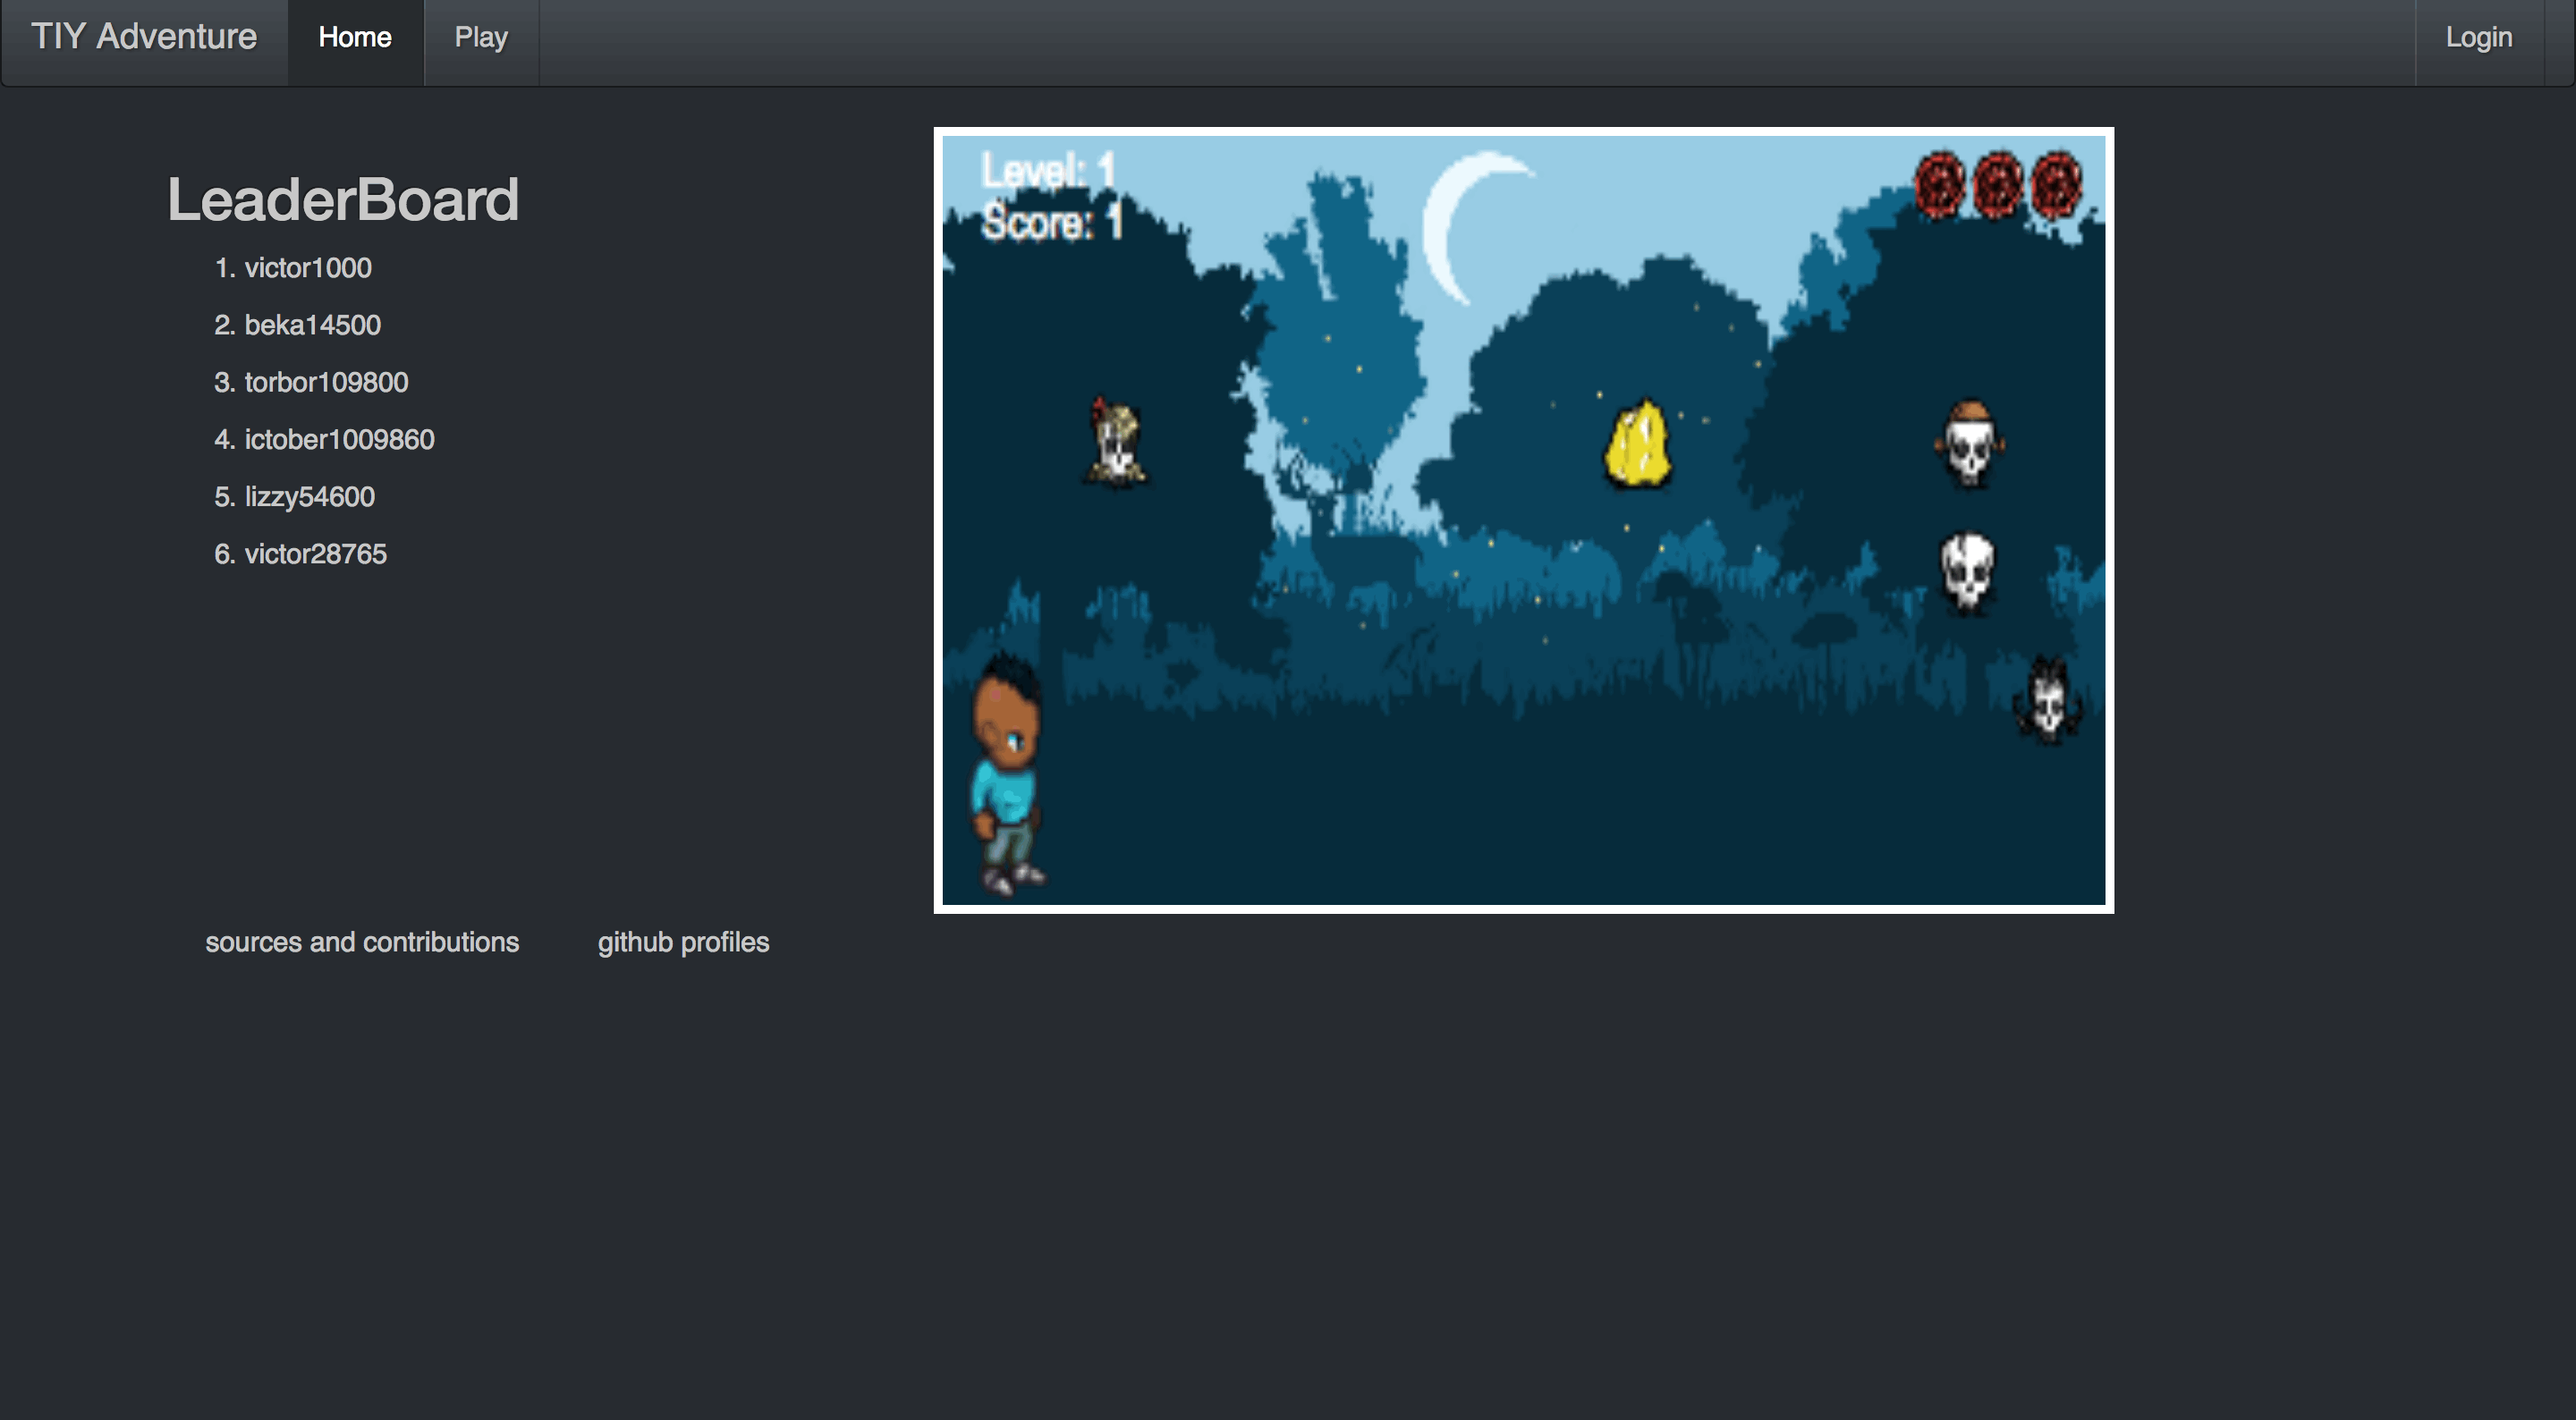 TIY Adventure Home Play Login
LeaderBoard
1. victor1000
2. beka14500
3. torbor109800
4. ictober1009860
5. lizzy54600
6. victor28765
Level: 1
Score: 1
sources and contributions github profiles